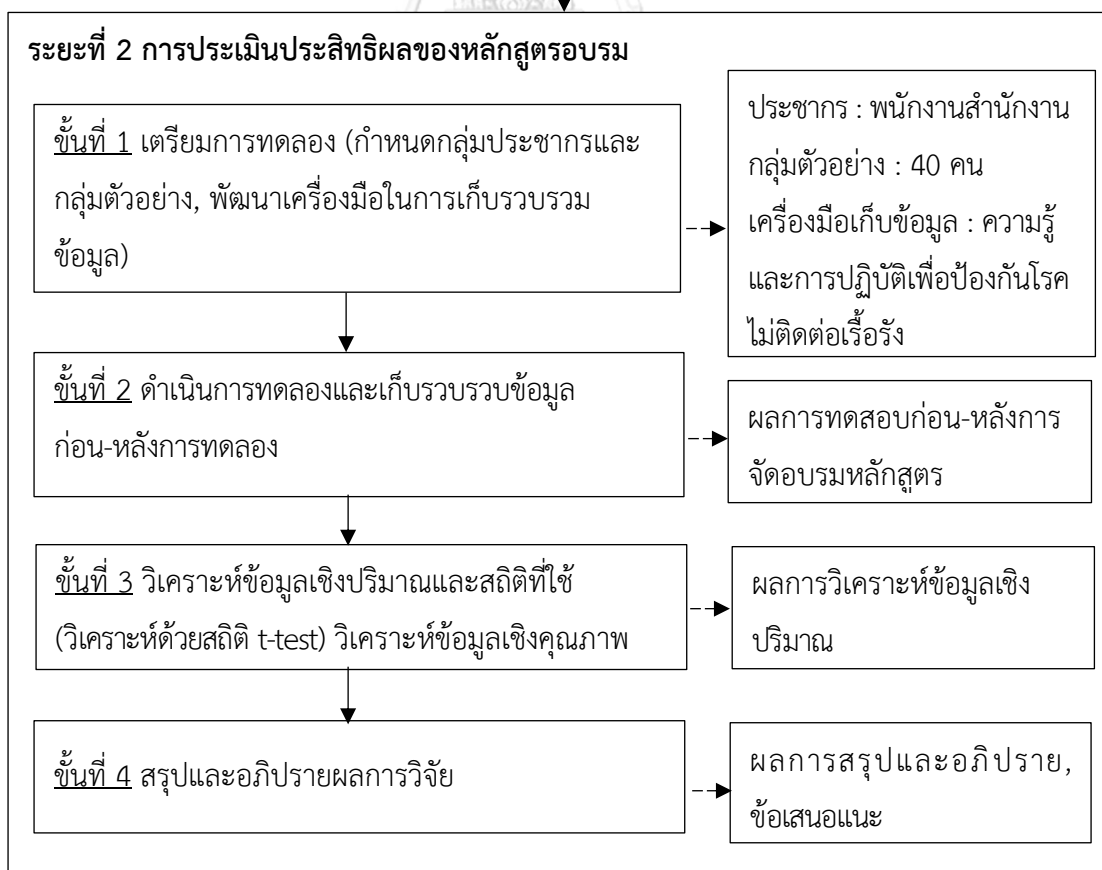 ระยะที่ 2 การประเมินประสิทธิผลของหลักสูตรอบรม
ขั้นที่ 1 เตรียมการทดลอง (กำหนดกลุ่มประชากรและ
กลุ่มตัวอย่าง, พัฒนาเครื่องมือในการเก็บรวบรวม
ข้อมูล)
ประชากร : พนักงานสำนักงาน
กลุ่มตัวอย่าง : 40 คน
เครื่องมือเก็บข้อมูล : ความรู้
และการปฏิบัติเพื่อป้องกันโรค
ไม่ติดต่อเรื้อรัง
ขั้นที่ 2 ดำเนินการทดลองและเก็บรวบรวบข้อมูล
ก่อน-หลังการทดลอง
ผลการทดสอบก่อน-หลังการ
จัดอบรมหลักสูตร
ขั้นที่ 3 วิเคราะห์ข้อมูลเชิงปริมาณและสถิติที่ใช้
(วิเคราะห์ด้วยสถิติ t-test) วิเคราะห์ข้อมูลเชิงคุณภาพ
ผลการวิเคราะห์ข้อมูลเชิง
ปริมาณ
ขั้นที่ 4 สรุปและอภิปรายผลการวิจัย
ผลการสรุปและอภิปราย,
ข้อเสนอแนะ